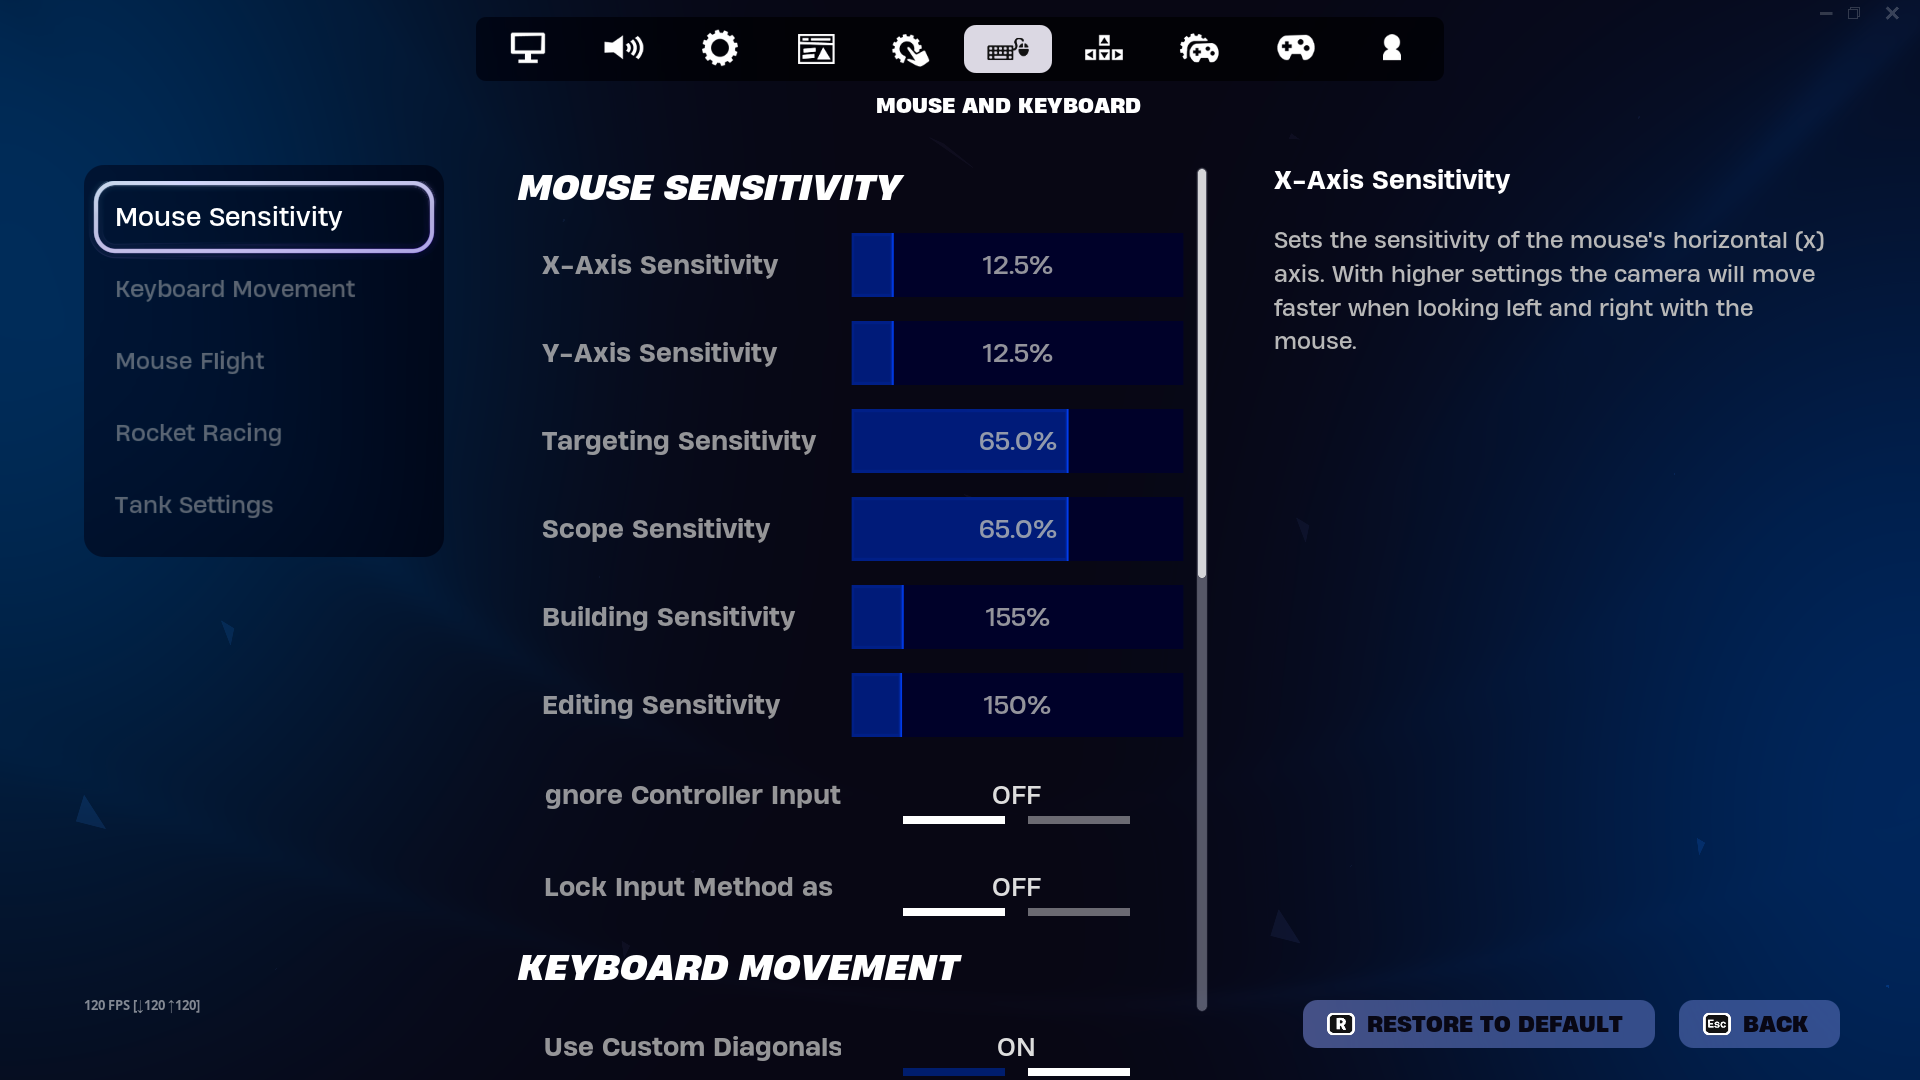 MOUSE AND KEYBOARD
Mouse Sensitivity
Keyboard Movement
Mouse Flight
Rocket Racing
Tank Settings
MOUSE SENSITIVITY
X-Axis Sensitivity
12.5%
Y-Axis Sensitivity
12.5%
Targeting Sensitivity
65.0%
Scope Sensitivity
65.0%
Building Sensitivity
155%
Editing Sensitivity
150%
gnore Controller Input
OFF
Lock Input Method as
OFF
KEYBOARD MOVEMENT
Use Custom Diagonals
ON
X-Axis Sensitivity
Sets the sensitivity of the mouse's horizontal (x)
axis. With higher settings the camera will move
faster when looking left and right with the
mouse.
120 FPS [↓120 ↑120]
R RESTORE TO DEFAULT
Esc BACK